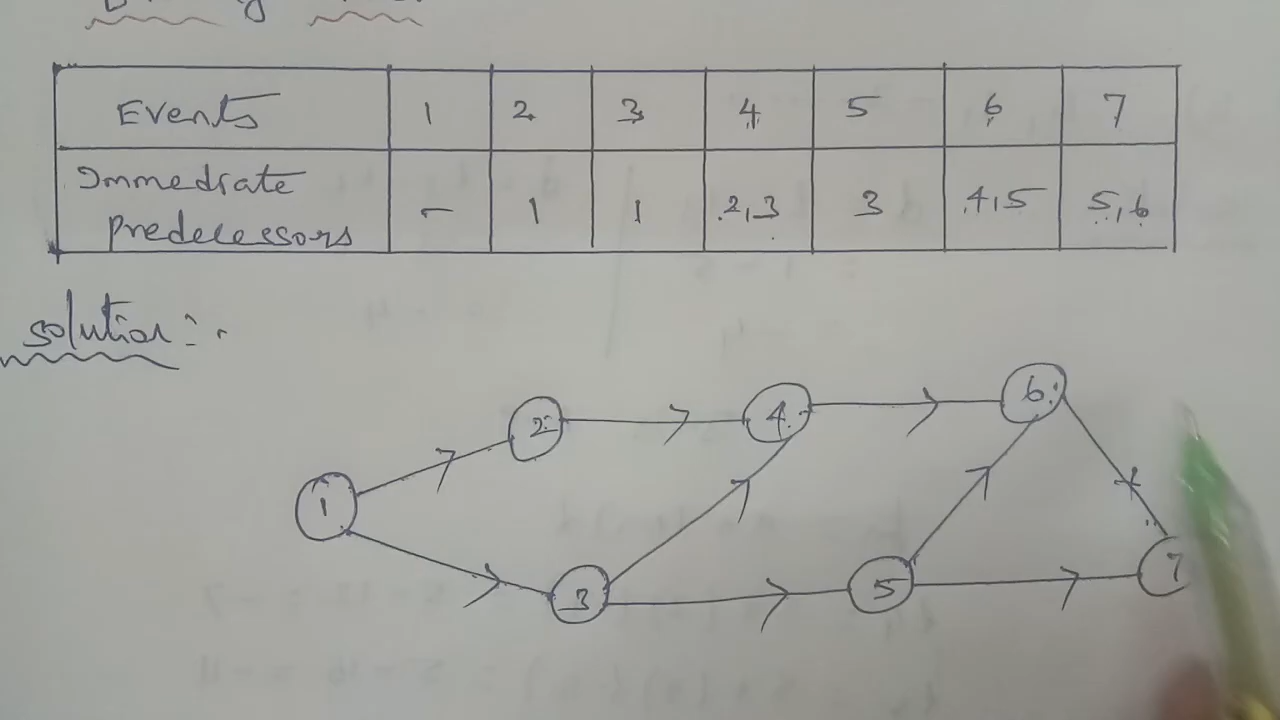 Events 1 2 3 4 5 6 7
Immediate
Predecessors - 1 1 2,3 3 4,5 5,6
Solution:-
1
2
3
4
5
6
7